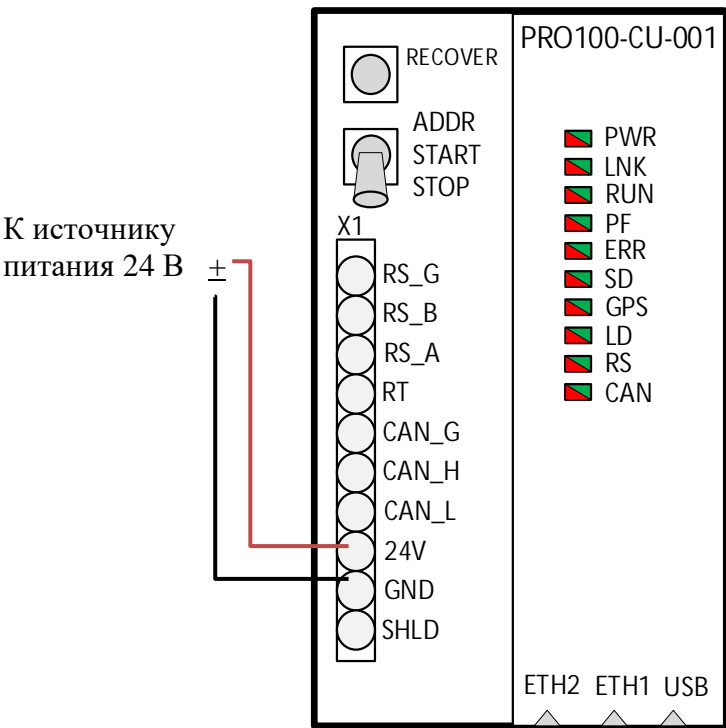 PRO100-CU-001
RECOVER
ADDR
START
STOP
PWR
LNK
RUN
PF
ERR
SD
GPS
LD
RS
CAN
К источнику
питания 24 В ±
X1
RS_G
RS_B
RS_A
RT
CAN_G
CAN_H
CAN_L
24V
GND
SHLD
ETH2 ETH1 USB